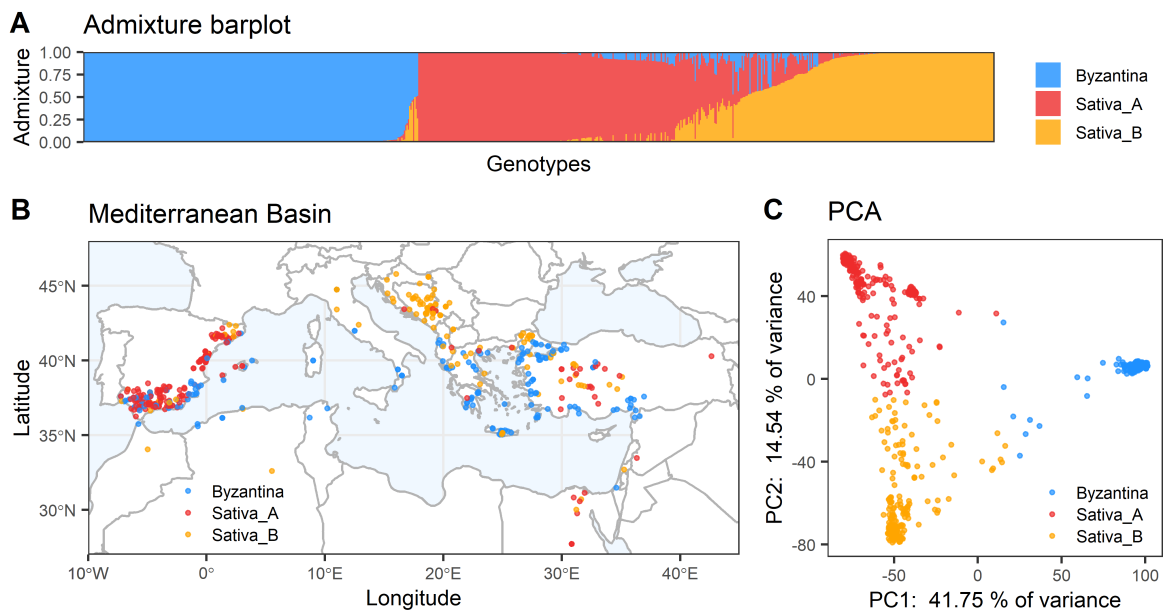 A Admixture barplot
Admixture
1.00
0.75
0.50
0.25
0.00
Genotypes
Byzantina
Sativa_A
Sativa_B
B Mediterranean Basin
Latitude
45°N
40°N
35°N
30°N
Byzantina
Sativa_A
Sativa_B
10°W 0° 10°E 20°E 30°E 40°E
Longitude
C PCA
PC2: 14.54 % of variance
40
0
-40
-80
Byzantina
Sativa_A
Sativa_B
-50 0 50 100
PC1: 41.75 % of variance